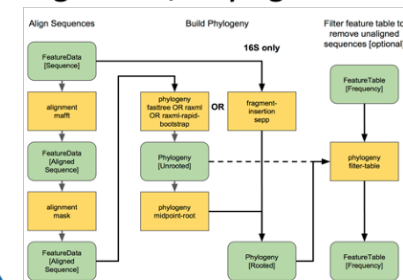 Align Sequences
Build Phylogeny
Filter feature table to
remove unaligned
sequences [optional]
16S only
FeatureData
[Sequence]
FeatureTable
[Frequency]
alignment
mafft
phylogeny
fasttree OR raxml
OR raxml-rapid-
bootstrap
OR
fragment-
insertion
sepp
FeatureData
[Aligned
Sequence]
Phylogeny
[Unrooted]
phylogeny
filter-table
alignment
mask
phylogeny
midpoint-root
FeatureData
[Aligned
Sequence]
Phylogeny
[Rooted]
FeatureTable
[Frequency]